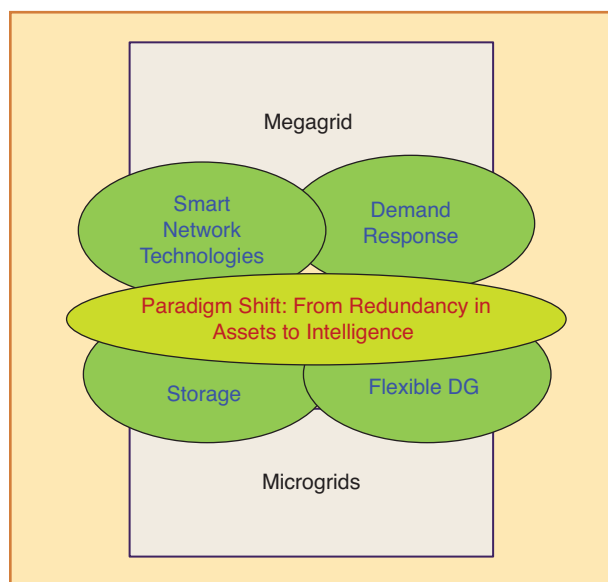 Megagrid
Smart
Network
Technologies
Demand
Response
Paradigm Shift: From Redundancy in
Assets to Intelligence
Storage
Flexible DG
Microgrids